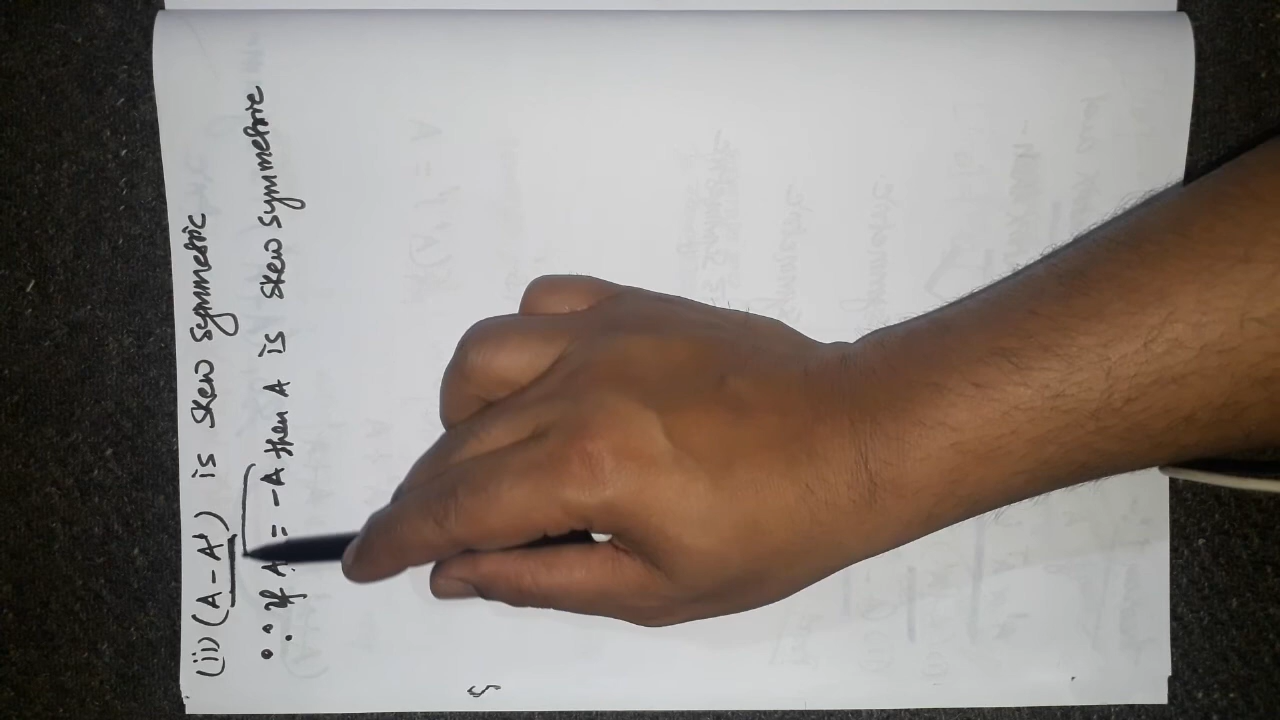 (ii) (A - A') is skew symmetric
∵ If A' = -A then A is skew symmetric